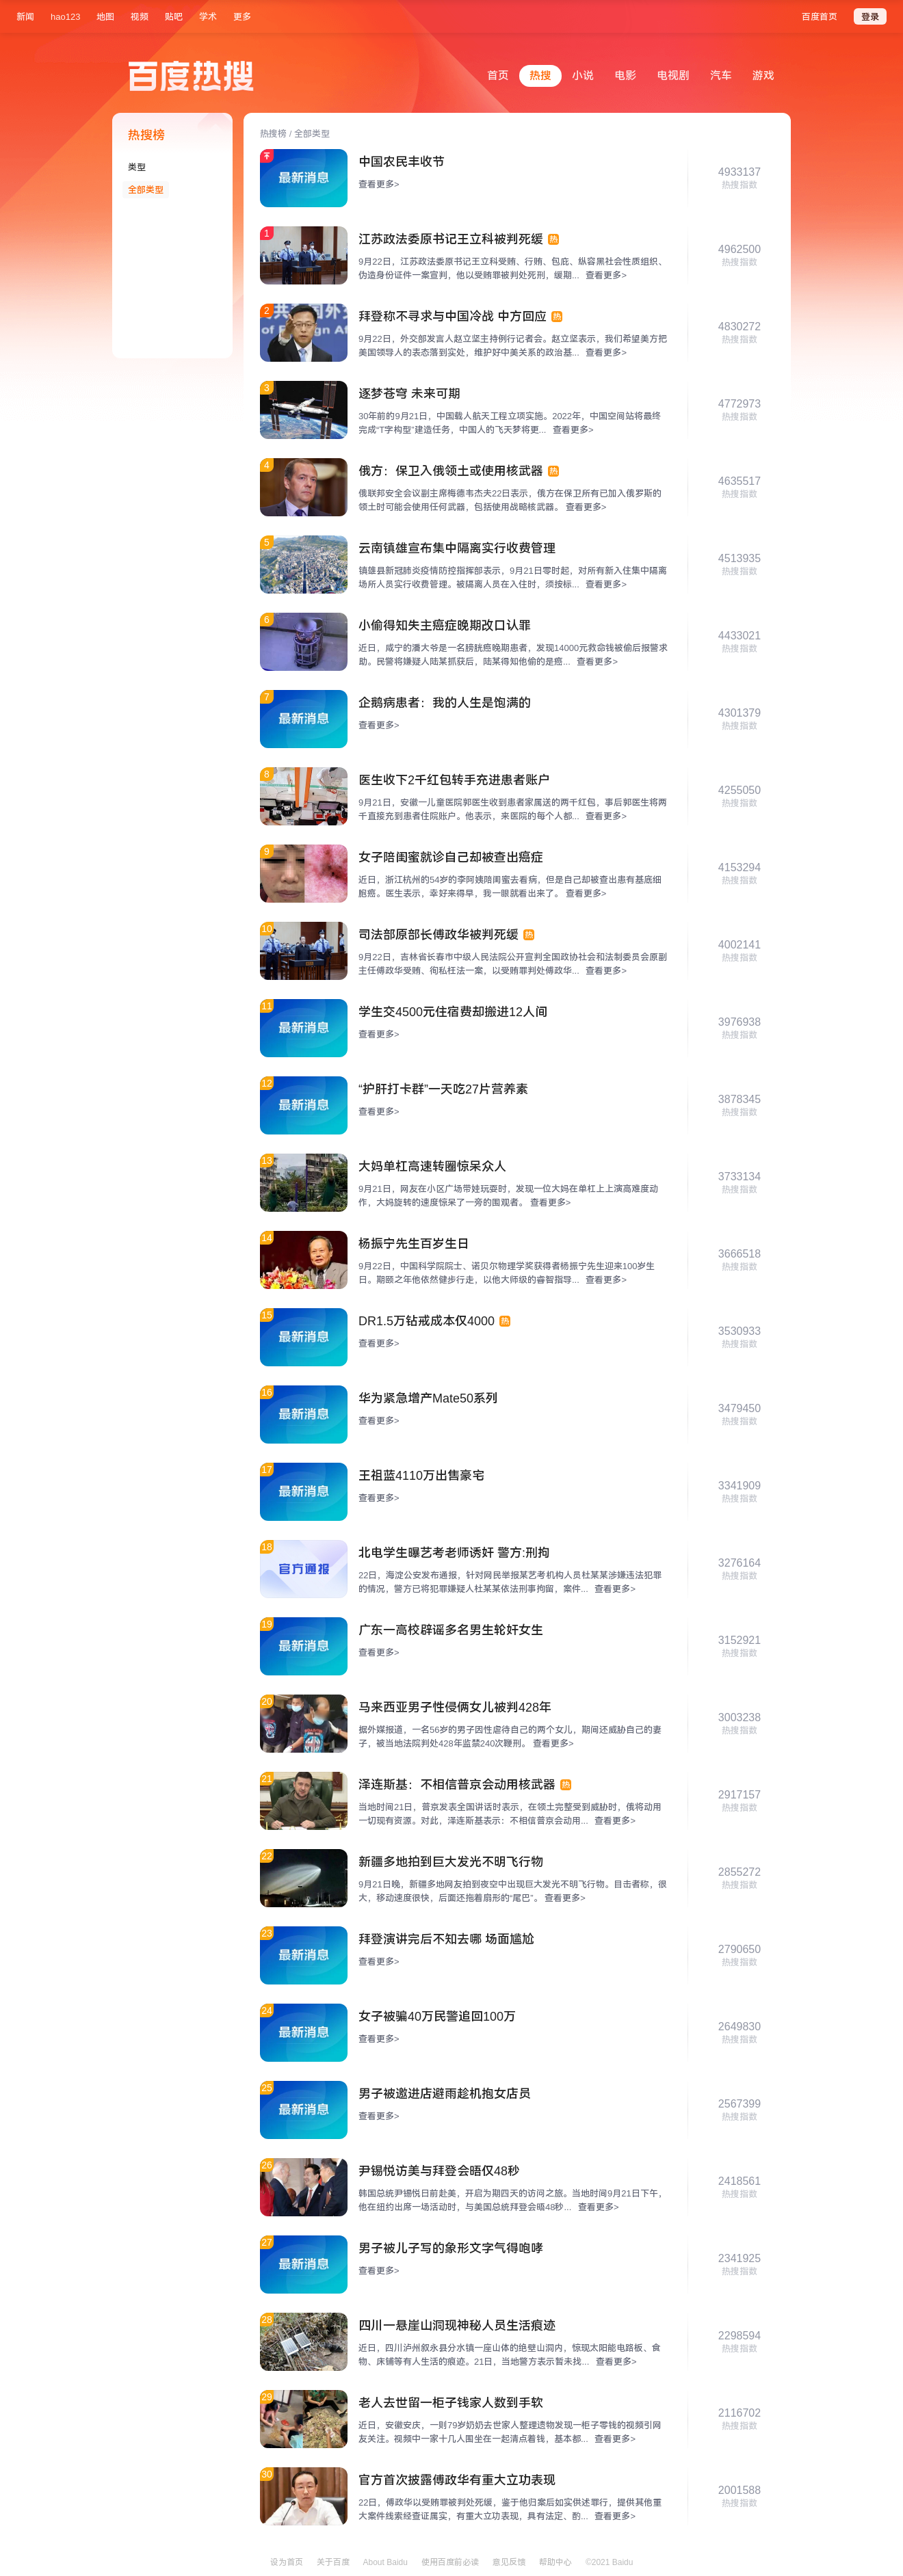 新闻 hao123 地图 视频 贴吧 学术 更多 百度首页 登录
百度热搜
首页 热搜 小说 电影 电视剧 汽车 游戏
热搜榜
类型
全部类型
热搜榜 / 全部类型
最新消息
中国农民丰收节
查看更多>
4933137
热搜指数
1
江苏政法委原书记王立科被判死缓 热
9月22日，江苏政法委原书记王立科受贿、行贿、包庇、纵容黑社会性质组织、
伪造身份证件一案宣判，他以受贿罪被判处死刑，缓期... 查看更多>
4962500
热搜指数
2
拜登称不寻求与中国冷战 中方回应 热
9月22日，外交部发言人赵立坚主持例行记者会。赵立坚表示，我们希望美方把
美国领导人的表态落到实处，维护好中美关系的政治基... 查看更多>
4830272
热搜指数
3
逐梦苍穹 未来可期
30年前的9月21日，中国载人航天工程立项实施。2022年，中国空间站将最终
完成“T字构型”建造任务，中国人的飞天梦将更... 查看更多>
4772973
热搜指数
4
俄方：保卫入俄领土或使用核武器 热
俄联邦安全会议副主席梅德韦杰夫22日表示，俄方在保卫所有已加入俄罗斯的
领土时可能会使用任何武器，包括使用战略核武器。 查看更多>
4635517
热搜指数
5
云南镇雄宣布集中隔离实行收费管理
镇雄县新冠肺炎疫情防控指挥部表示，9月21日零时起，对所有新入住集中隔离
场所人员实行收费管理。被隔离人员在入住时，须按标... 查看更多>
4513935
热搜指数
6
小偷得知失主癌症晚期改口认罪
近日，咸宁的潘大爷是一名膀胱癌晚期患者，发现14000元救命钱被偷后报警求
助。民警将嫌疑人陆某抓获后，陆某得知他偷的是癌... 查看更多>
4433021
热搜指数
7
最新消息
企鹅病患者：我的人生是饱满的
查看更多>
4301379
热搜指数
8
医生收下2千红包转手充进患者账户
9月21日，安徽一儿童医院郭医生收到患者家属送的两千红包，事后郭医生将两
千直接充到患者住院账户。他表示，来医院的每个人都... 查看更多>
4255050
热搜指数
9
女子陪闺蜜就诊自己却被查出癌症
近日，浙江杭州的54岁的李阿姨陪闺蜜去看病，但是自己却被查出患有基底细
胞癌。医生表示，幸好来得早，我一眼就看出来了。 查看更多>
4153294
热搜指数
10
司法部原部长傅政华被判死缓 热
9月22日，吉林省长春市中级人民法院公开宣判全国政协社会和法制委员会原副
主任傅政华受贿、徇私枉法一案，以受贿罪判处傅政华... 查看更多>
4002141
热搜指数
11
最新消息
学生交4500元住宿费却搬进12人间
查看更多>
3976938
热搜指数
12
最新消息
“护肝打卡群”一天吃27片营养素
查看更多>
3878345
热搜指数
13
大妈单杠高速转圈惊呆众人
9月21日，网友在小区广场带娃玩耍时，发现一位大妈在单杠上上演高难度动
作，大妈旋转的速度惊呆了一旁的围观者。 查看更多>
3733134
热搜指数
14
杨振宁先生百岁生日
9月22日，中国科学院院士、诺贝尔物理学奖获得者杨振宁先生迎来100岁生
日。期颐之年他依然健步行走，以他大师级的睿智指导... 查看更多>
3666518
热搜指数
15
最新消息
DR1.5万钻戒成本仅4000 热
查看更多>
3530933
热搜指数
16
最新消息
华为紧急增产Mate50系列
查看更多>
3479450
热搜指数
17
最新消息
王祖蓝4110万出售豪宅
查看更多>
3341909
热搜指数
18
官方通报
北电学生曝艺考老师诱奸 警方:刑拘
22日，海淀公安发布通报，针对网民举报某艺考机构人员杜某某涉嫌违法犯罪
的情况，警方已将犯罪嫌疑人杜某某依法刑事拘留，案件... 查看更多>
3276164
热搜指数
19
最新消息
广东一高校辟谣多名男生轮奸女生
查看更多>
3152921
热搜指数
20
马来西亚男子性侵俩女儿被判428年
据外媒报道，一名56岁的男子因性虐待自己的两个女儿，期间还威胁自己的妻
子，被当地法院判处428年监禁240次鞭刑。 查看更多>
3003238
热搜指数
21
泽连斯基：不相信普京会动用核武器 热
当地时间21日，普京发表全国讲话时表示，在领土完整受到威胁时，俄将动用
一切现有资源。对此，泽连斯基表示：不相信普京会动用... 查看更多>
2917157
热搜指数
22
新疆多地拍到巨大发光不明飞行物
9月21日晚，新疆多地网友拍到夜空中出现巨大发光不明飞行物。目击者称，很
大，移动速度很快，后面还拖着扇形的“尾巴”。 查看更多>
2855272
热搜指数
23
最新消息
拜登演讲完后不知去哪 场面尴尬
查看更多>
2790650
热搜指数
24
最新消息
女子被骗40万民警追回100万
查看更多>
2649830
热搜指数
25
最新消息
男子被邀进店避雨趁机抱女店员
查看更多>
2567399
热搜指数
26
尹锡悦访美与拜登会晤仅48秒
韩国总统尹锡悦日前赴美，开启为期四天的访问之旅。当地时间9月21日下午，
他在纽约出席一场活动时，与美国总统拜登会晤48秒... 查看更多>
2418561
热搜指数
27
最新消息
男子被儿子写的象形文字气得咆哮
查看更多>
2341925
热搜指数
28
四川一悬崖山洞现神秘人员生活痕迹
近日，四川泸州叙永县分水镇一座山体的绝壁山洞内，惊现太阳能电路板、食
物、床铺等有人生活的痕迹。21日，当地警方表示暂未找... 查看更多>
2298594
热搜指数
29
老人去世留一柜子钱家人数到手软
近日，安徽安庆，一则79岁奶奶去世家人整理遗物发现一柜子零钱的视频引网
友关注。视频中一家十几人围坐在一起清点着钱，基本都... 查看更多>
2116702
热搜指数
30
官方首次披露傅政华有重大立功表现
22日，傅政华以受贿罪被判处死缓，鉴于他归案后如实供述罪行，提供其他重
大案件线索经查证属实，有重大立功表现，具有法定、酌... 查看更多>
2001588
热搜指数
设为首页 关于百度 About Baidu 使用百度前必读 意见反馈 帮助中心 ©2021 Baidu